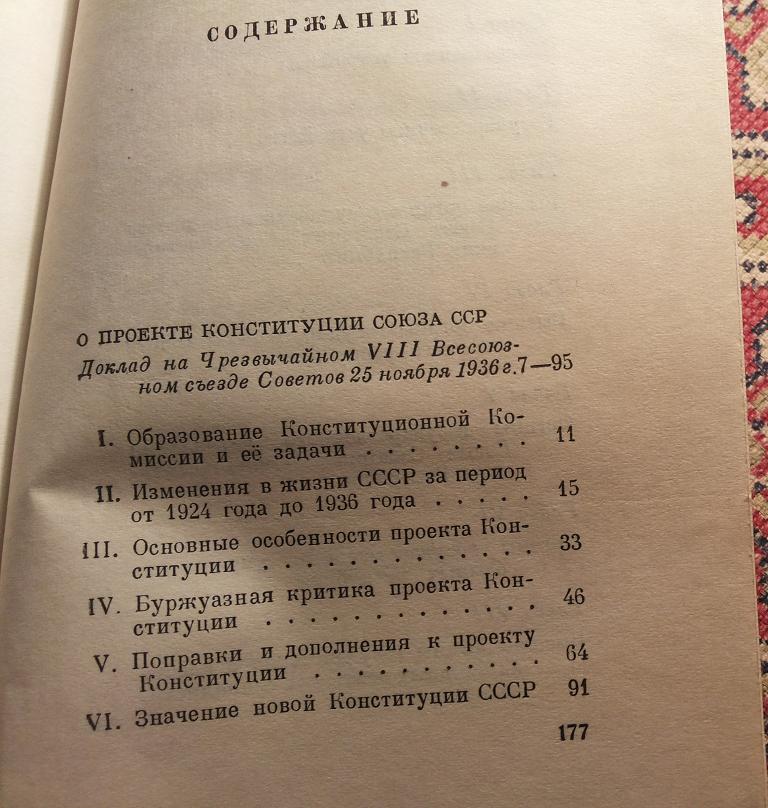 СОДЕРЖАНИЕ
О ПРОЕКТЕ КОНСТИТУЦИИ СОЮЗА ССР
Доклад на Чрезвычайном VIII Всесоюз-
ном съезде Советов 25 ноября 1936 г. 7—95
I. Образование Конституционной Ко-
миссии и её задачи . . . . . . . . 11
II. Изменения в жизни СССР за период
от 1924 года до 1936 года . . . . . 15
III. Основные особенности проекта Кон-
ституции . . . . . . . . . . . . . 33
IV. Буржуазная критика проекта Кон-
ституции . . . . . . . . . . . . . 46
V. Поправки и дополнения к проекту
Конституции . . . . . . . . . . . 64
VI. Значение новой Конституции СССР 91
177